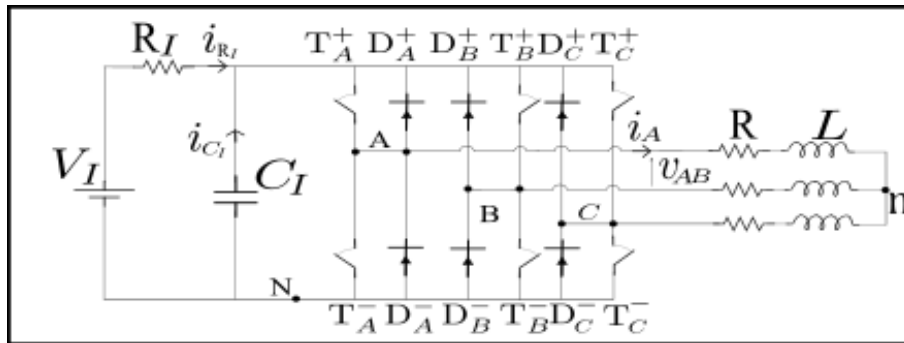 R_I i_{R_I} T_A^+ D_A^+ D_B^+ T_B^+ D_C^+ T_C^+
i_A R L
A
i_{C_I}
V_I C_I v_{AB} n
B C
N
T_A^- D_A^- D_B^- T_B^- D_C^- T_C^-